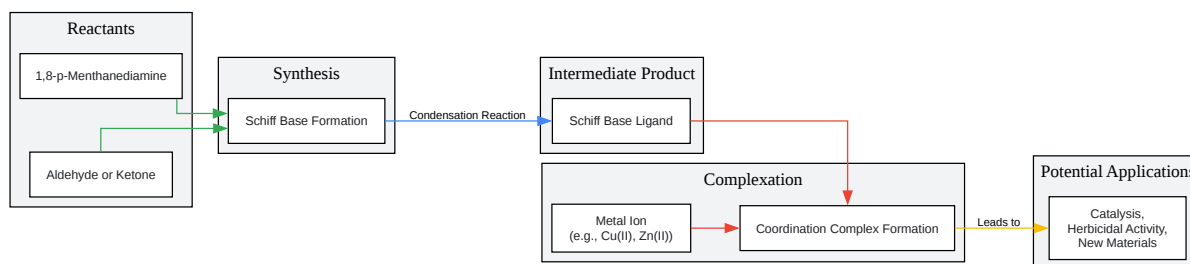 Reactants
1,8-p-Menthanediamine
Aldehyde or Ketone
Synthesis
Schiff Base Formation
Condensation Reaction
Intermediate Product
Schiff Base Ligand
Complexation
Metal Ion
(e.g., Cu(II), Zn(II))
Coordination Complex Formation
Leads to
Potential Applications
Catalysis,
Herbicidal Activity,
New Materials